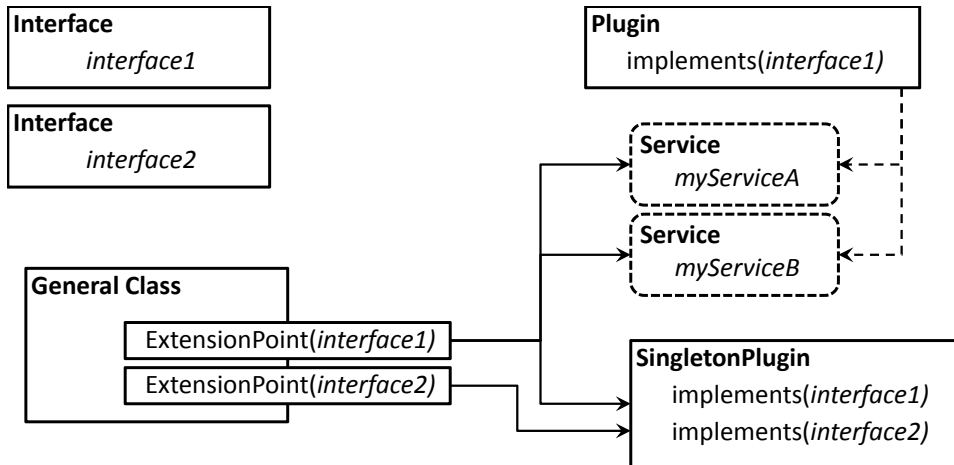 Interface
interface1
Interface
interface2
Plugin
implements(interface1)
Service
myServiceA
Service
myServiceB
General Class
ExtensionPoint(interface1)
ExtensionPoint(interface2)
SingletonPlugin
implements(interface1)
implements(interface2)